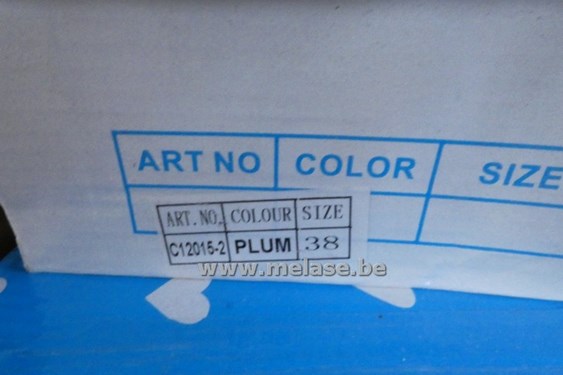 ART NO COLOR SIZE
ART.NO. COLOUR SIZE
C12015-2 PLUM 38
www.melase.be